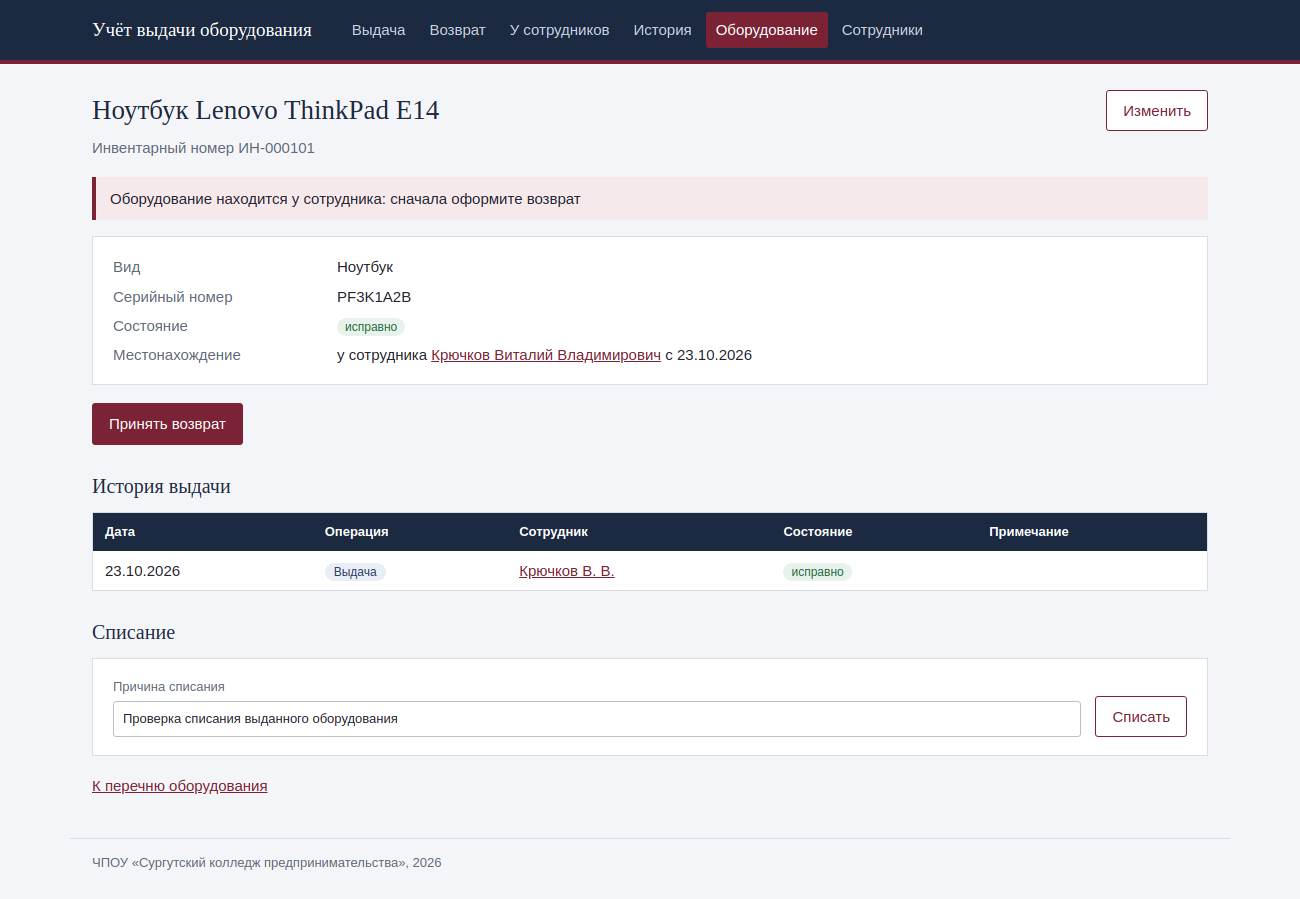 Учёт выдачи оборудования Выдача Возврат У сотрудников История Оборудование Сотрудники
Ноутбук Lenovo ThinkPad E14 Изменить
Инвентарный номер ИН-000101
Оборудование находится у сотрудника: сначала оформите возврат
Вид Ноутбук
Серийный номер PF3K1A2B
Состояние исправно
Местонахождение у сотрудника Крючков Виталий Владимирович с 23.10.2026
Принять возврат
История выдачи
Дата Операция Сотрудник Состояние Примечание
23.10.2026 Выдача Крючков В. В. исправно
Списание
Причина списания
Проверка списания выданного оборудования Списать
К перечню оборудования
ЧПОУ «Сургутский колледж предпринимательства», 2026